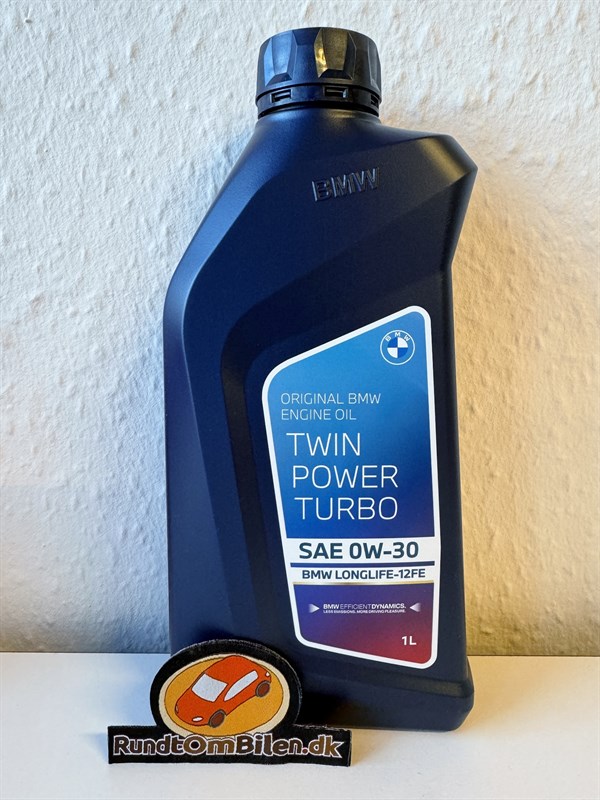 BMW
BMW
ORIGINAL BMW
ENGINE OIL
TWIN
POWER
TURBO
SAE 0W-30
BMW LONGLIFE-12FE
BMW EFFICIENTDYNAMICS.
LESS EMISSIONS. MORE DRIVING PLEASURE.
1L
RundtOmBilen.dk